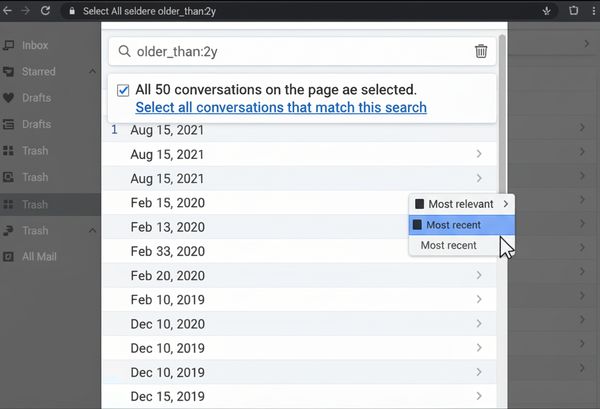 Select All seldere older_than:2y
Inbox
Starred
Drafts
Drafts
Trash
Trash
Trash
Trash
All Mail
older_than:2y
All 50 conversations on the page ae selected.
Select all conversations that match this search
1 Aug 15, 2021
Aug 15, 2021
Aug 15, 2021
Feb 15, 2020
Feb 13, 2020
Feb 33, 2020
Feb 20, 2020
Feb 10, 2019
Dec 10, 2020
Dec 10, 2019
Dec 10, 2020
Dec 15, 2019
Most relevant
Most recent
Most recent